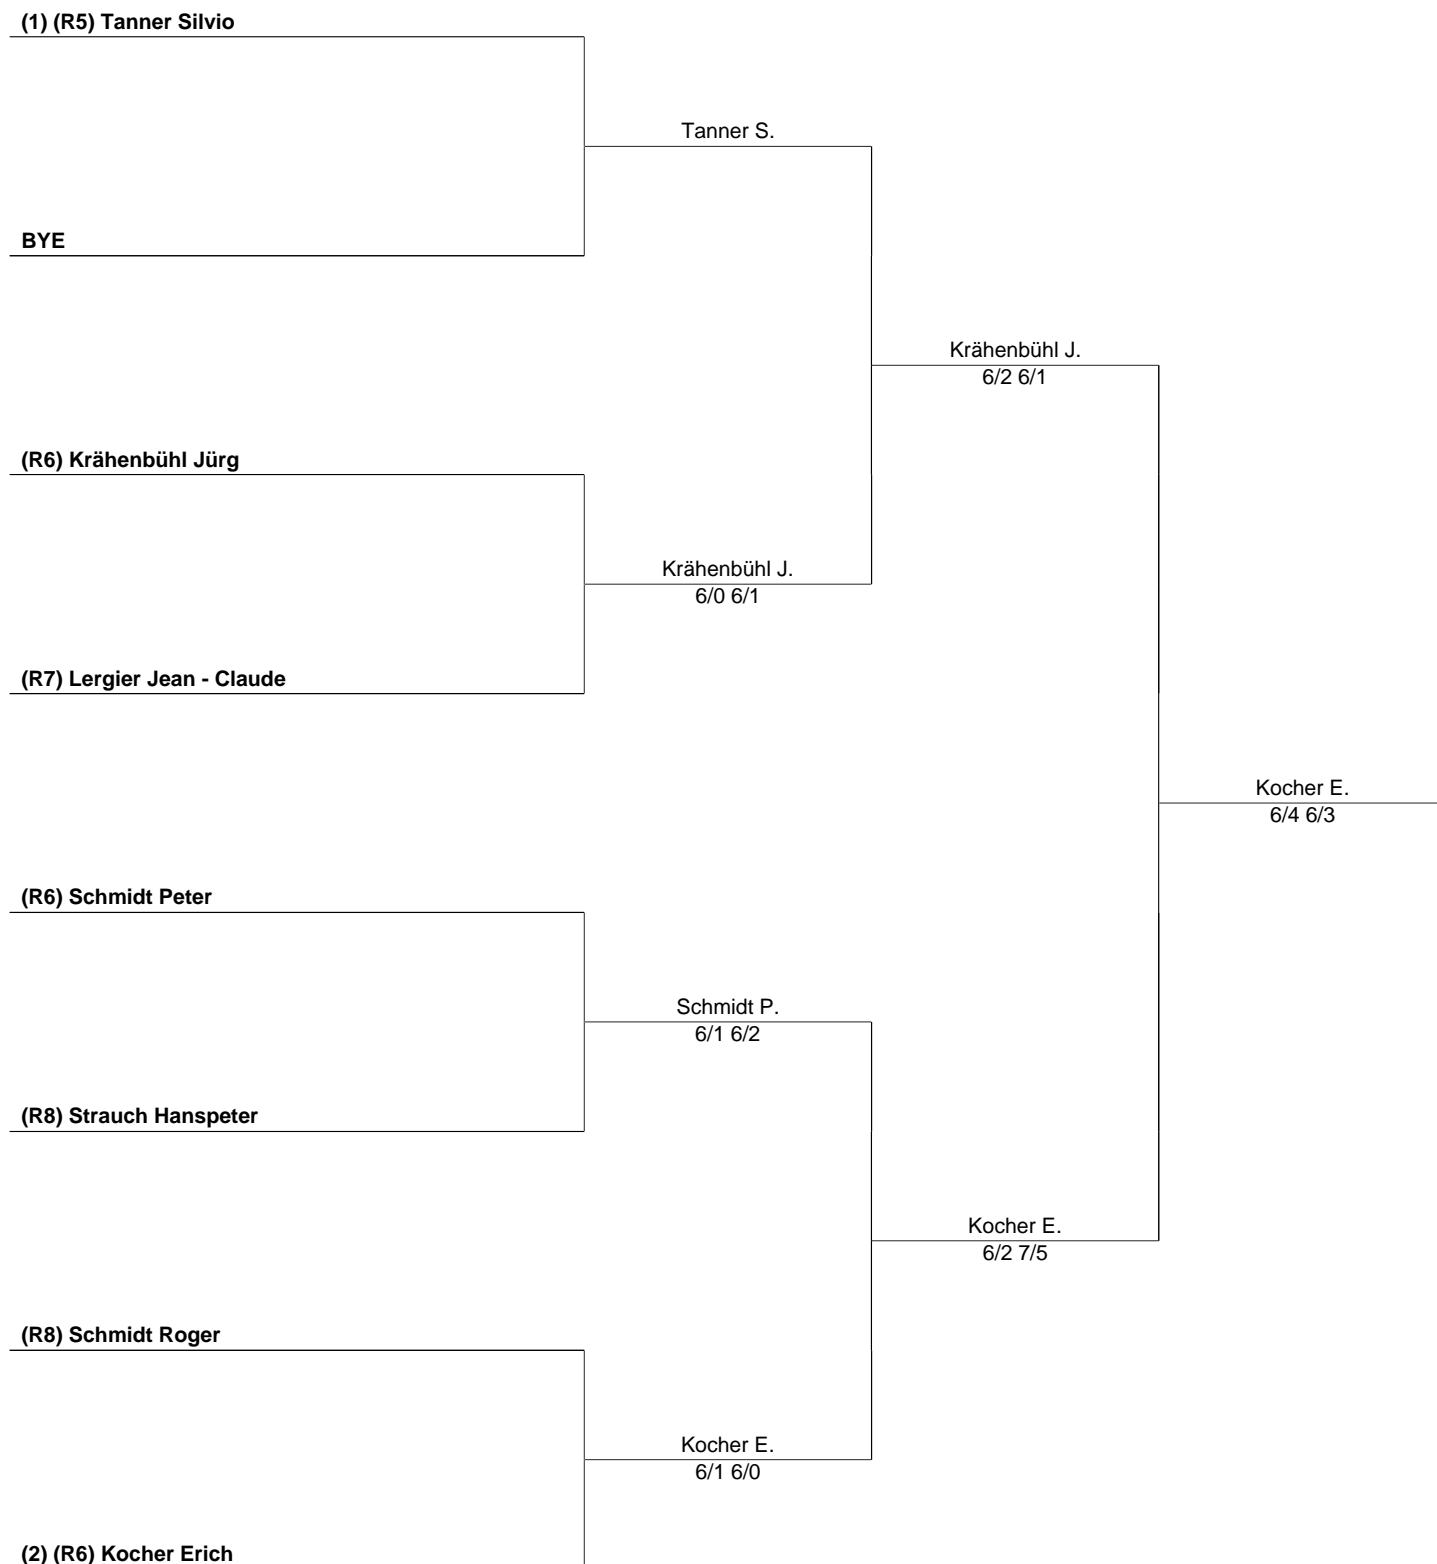 (1) (R5) Tanner Silvio
Tanner S.
BYE
Krähenbühl J.
6/2 6/1
(R6) Krähenbühl Jürg
Krähenbühl J.
6/0 6/1
(R7) Lergier Jean - Claude
Kocher E.
6/4 6/3
(R6) Schmidt Peter
Schmidt P.
6/1 6/2
(R8) Strauch Hanspeter
Kocher E.
6/2 7/5
(R8) Schmidt Roger
Kocher E.
6/1 6/0
(2) (R6) Kocher Erich